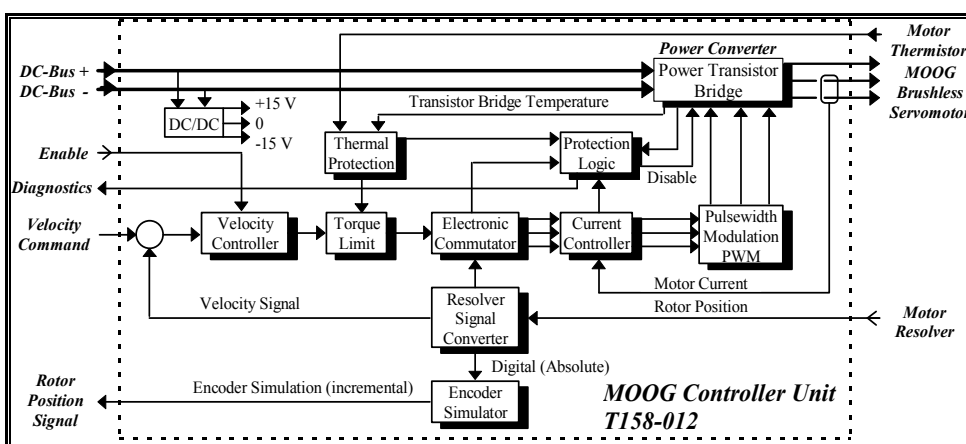 Motor
Thermistor
Power Converter
DC-Bus +
DC-Bus -
Power Transistor
Bridge
MOOG
Brushless
Servomotor
+15 V
0
-15 V
DC/DC
Transistor Bridge Temperature
Enable
Thermal
Protection
Protection
Logic
Disable
Diagnostics
Velocity
Command
Velocity
Controller
Torque
Limit
Electronic
Commutator
Current
Controller
Pulsewidth
Modulation
PWM
Motor Current
Velocity Signal
Resolver
Signal
Converter
Rotor Position
Motor
Resolver
Digital (Absolute)
Rotor
Position
Signal
Encoder Simulation (incremental)
Encoder
Simulator
MOOG Controller Unit
T158-012